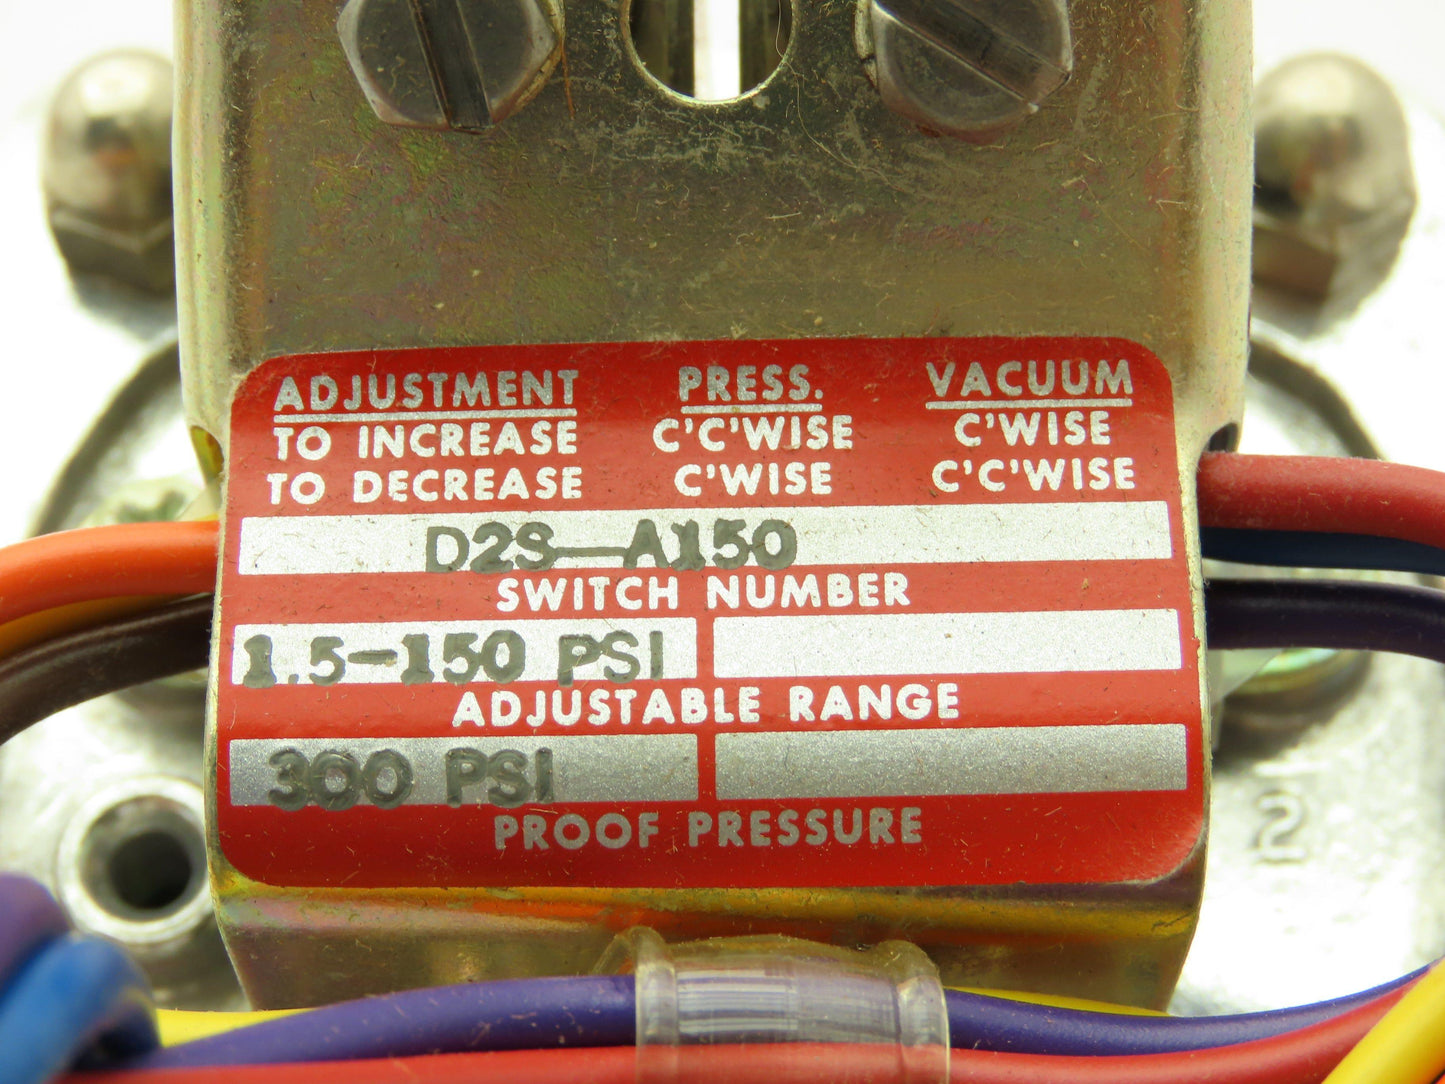 ADJUSTMENT PRESS. VACUUM
TO INCREASE C'C'WISE C'WISE
TO DECREASE C'WISE C'C'WISE
D2S-A150
SWITCH NUMBER
1.5-150 PSI
ADJUSTABLE RANGE
300 PSI
PROOF PRESSURE
2